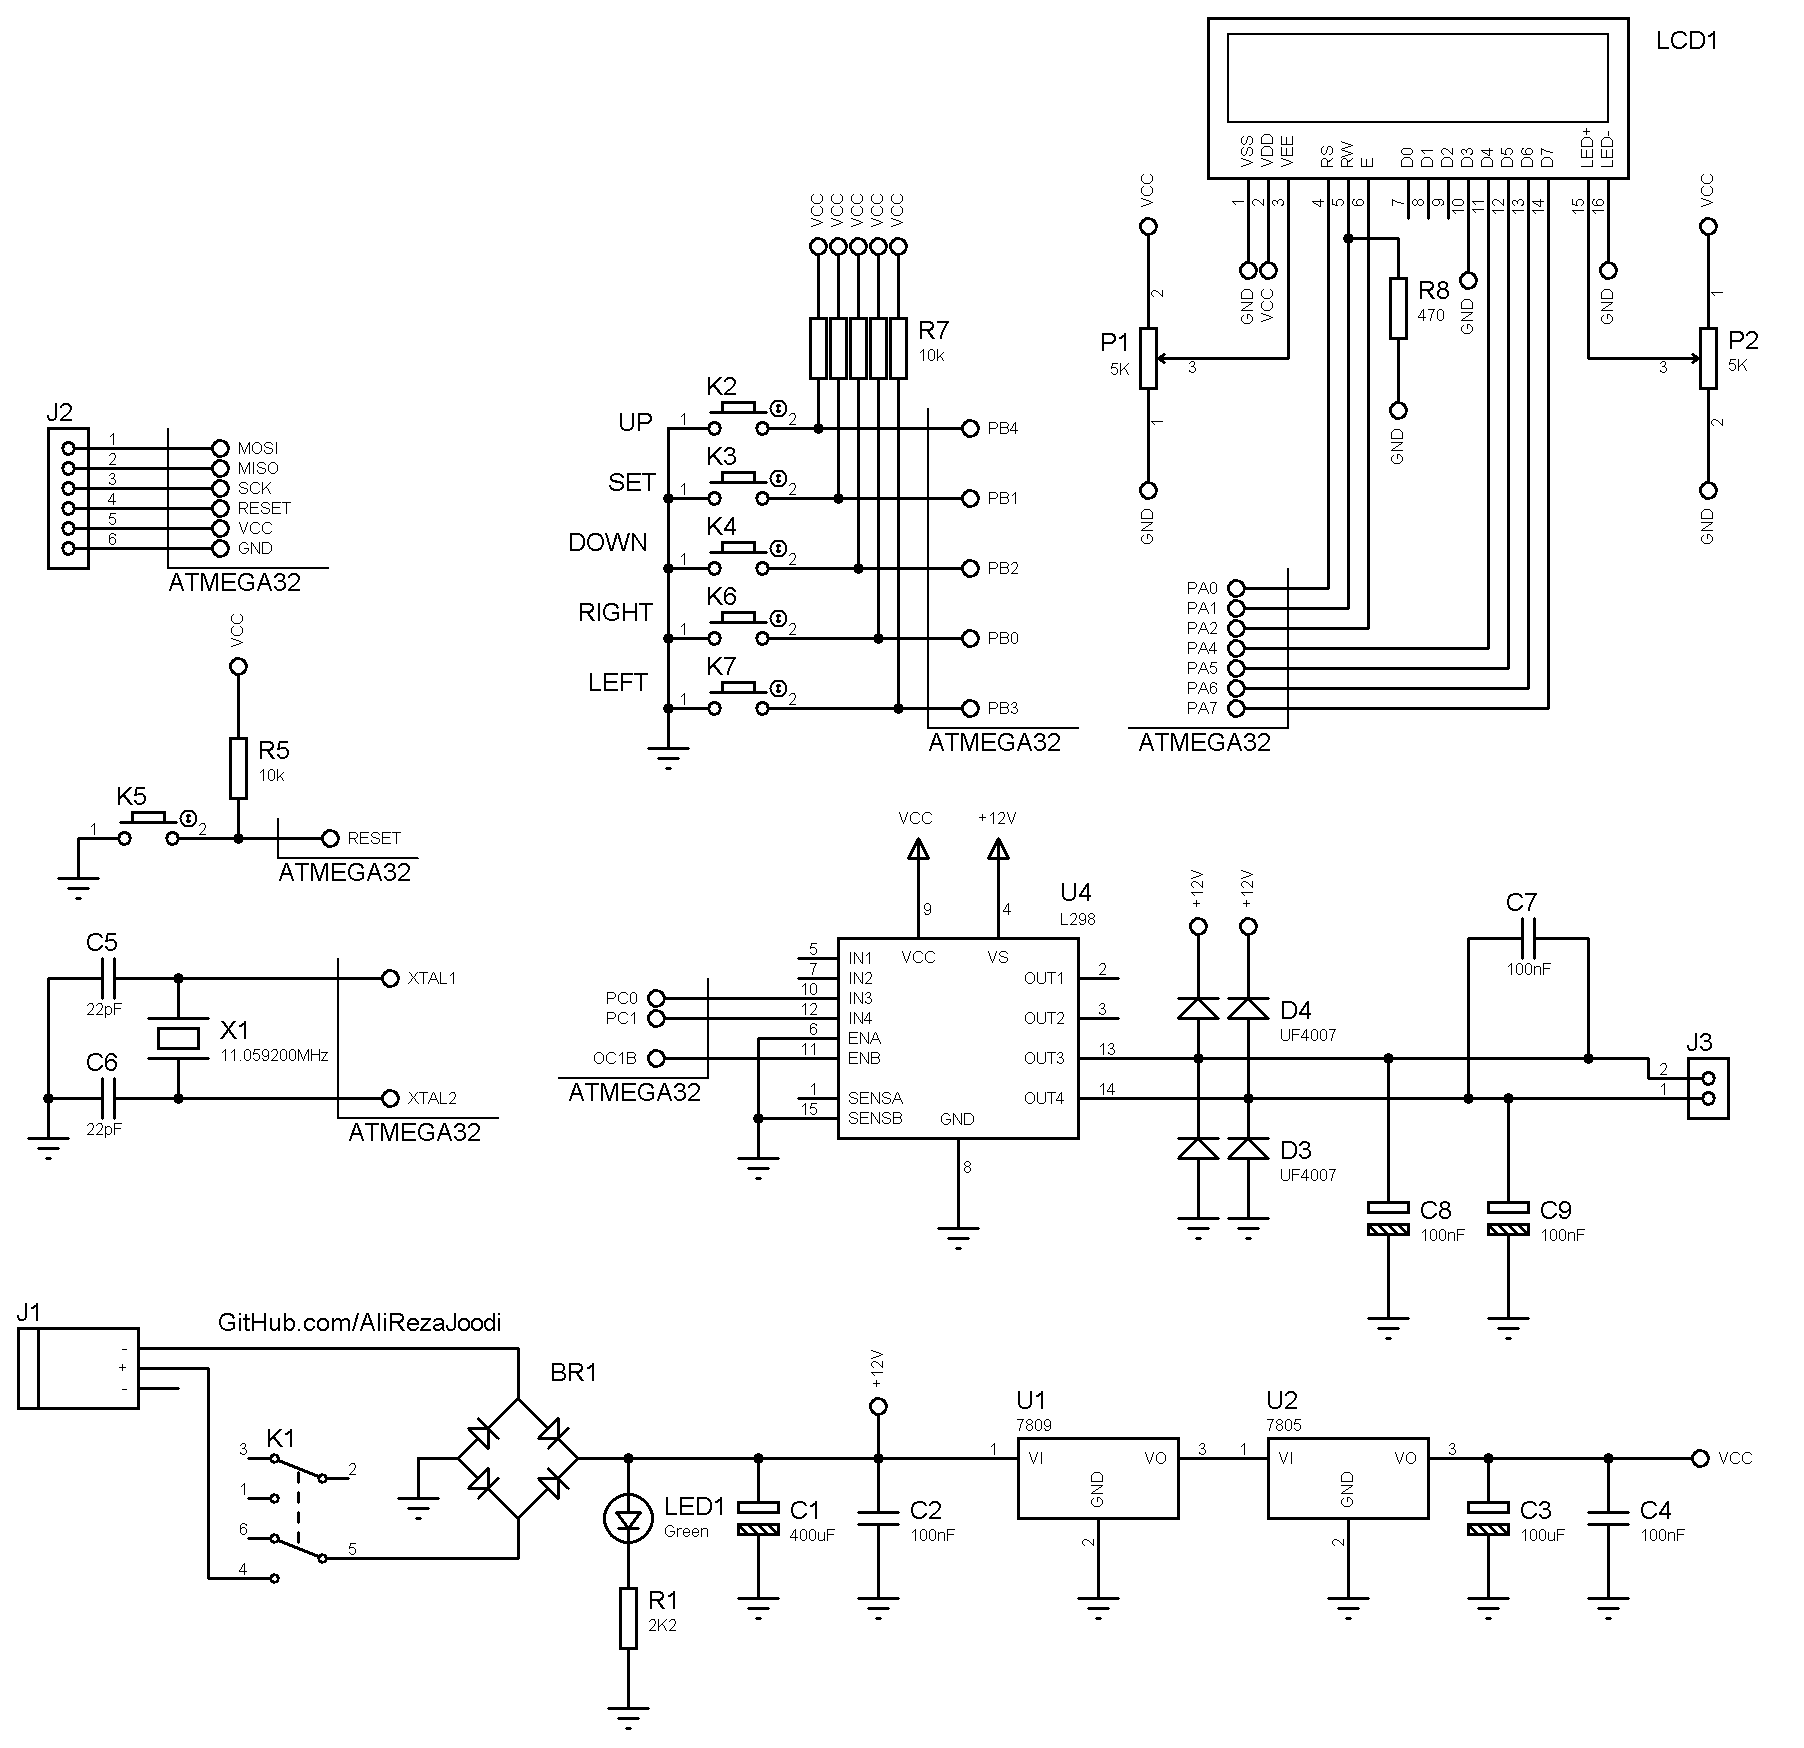 LCD1
VSS VDD VEE RS RW E D0 D1 D2 D3 D4 D5 D6 D7 LED+ LED-
1 2 3 4 5 6 7 8 9 10 11 12 13 14 15 16
VCC
2
P1
5K
3
1
GND
GND
VCC
R8
470
GND
GND
GND
VCC
1
P2
5K
3
2
GND
PA0
PA1
PA2
PA4
PA5
PA6
PA7
ATMEGA32
VCC VCC VCC VCC VCC
R7
10k
UP
1
K2
2
PB4
SET
1
K3
2
PB1
DOWN
1
K4
2
PB2
RIGHT
1
K6
2
PB0
LEFT
1
K7
2
PB3
ATMEGA32
J2
1 MOSI
2 MISO
3 SCK
4 RESET
5 VCC
6 GND
ATMEGA32
VCC
R5
10k
K5
1
2
RESET
ATMEGA32
C5
22pF
XTAL1
X1
11.059200MHz
C6
22pF
XTAL2
ATMEGA32
VCC
+12V
9
4
U4
L298
VCC
VS
5 IN1
7 IN2
PC0 10 IN3
PC1 12 IN4
6 ENA
OC1B 11 ENB
1 SENSA
15 SENSB
ATMEGA32
OUT1 2
OUT2 3
OUT3 13
OUT4 14
GND
8
+12V
+12V
D4
UF4007
D3
UF4007
C7
100nF
J3
2
1
C8
100nF
C9
100nF
J1
-
+
-
GitHub.com/AliRezaJoodi
BR1
K1
3
2
1
6
5
4
LED1
Green
R1
2K2
C1
400uF
+12V
C2
100nF
U1
7809
1
VI
VO
3
GND
2
U2
7805
1
VI
VO
3
GND
2
C3
100uF
C4
100nF
VCC